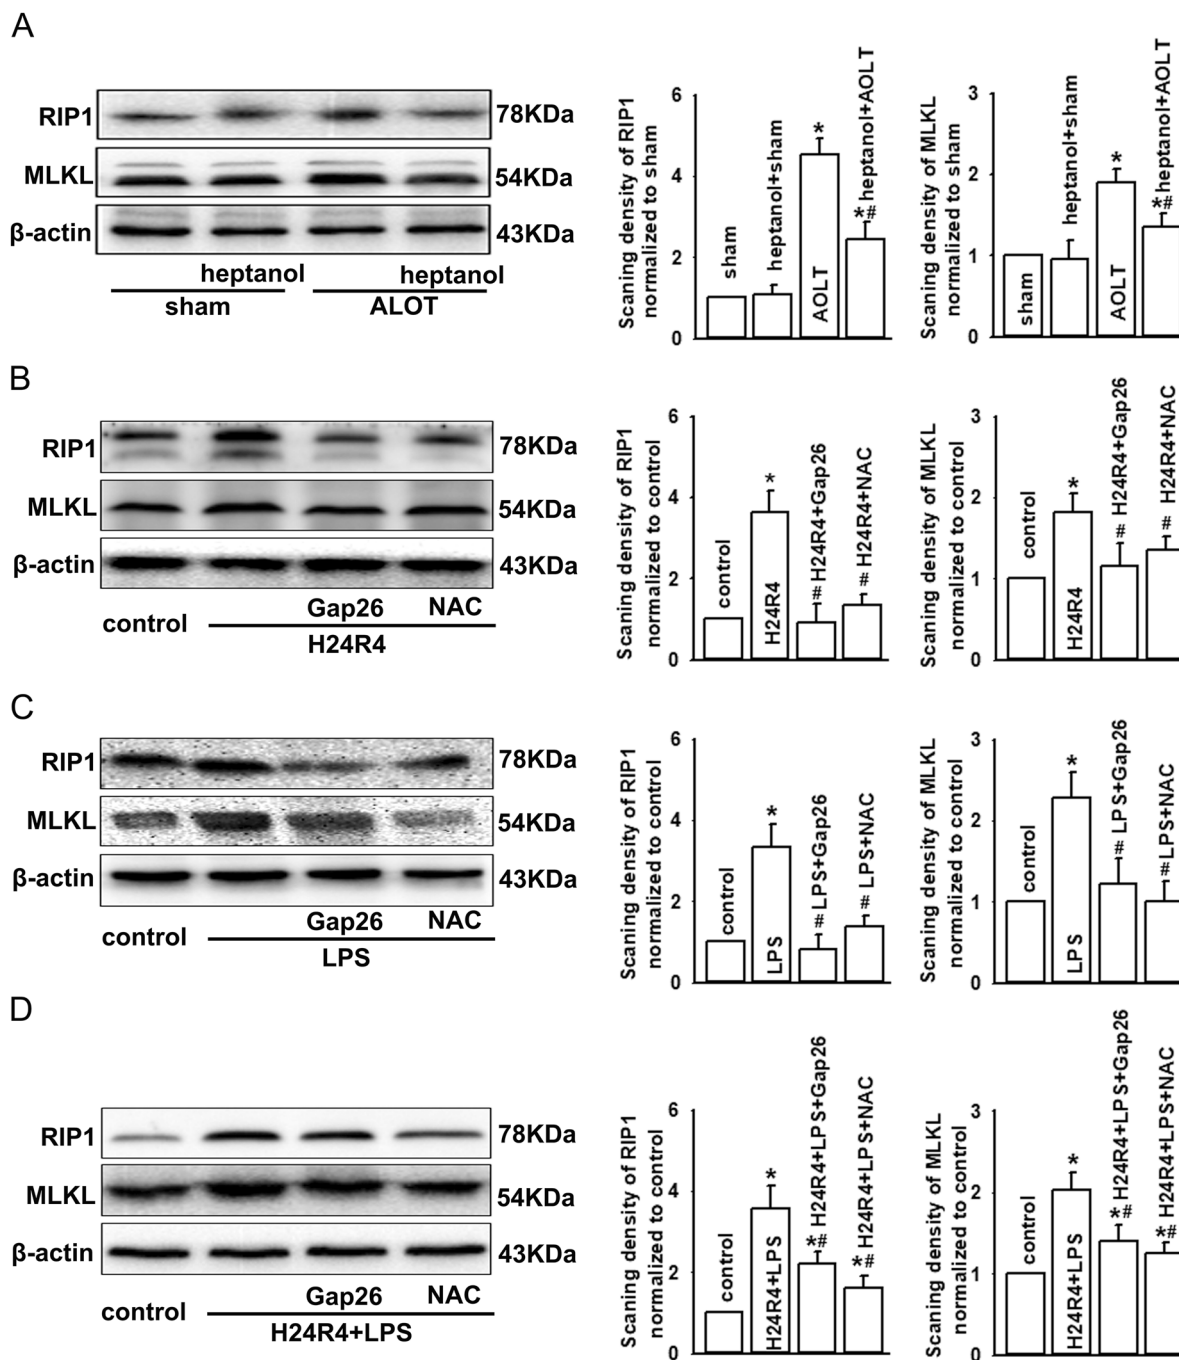 A
RIP1
78KDa
MLKL
54KDa
β-actin
43KDa
heptanol
heptanol
sham
ALOT
Scaning density of RIP1
normalized to sham
6
4
2
0
sham
heptanol+sham
AOLT
*
*# heptanol+AOLT
Scaning density of MLKL
normalized to sham
3
2
1
0
sham
heptanol+sham
AOLT
*
*# heptanol+AOLT
B
RIP1
78KDa
MLKL
54KDa
β-actin
43KDa
Gap26
NAC
control
H24R4
Scaning density of RIP1
normalized to control
6
4
2
0
control
H24R4
*
# H24R4+Gap26
# H24R4+NAC
Scaning density of MLKL
normalized to control
3
2
1
0
control
H24R4
*
# H24R4+Gap26
# H24R4+NAC
C
RIP1
78KDa
MLKL
54KDa
β-actin
43KDa
Gap26
NAC
control
LPS
Scaning density of RIP1
normalized to control
6
4
2
0
control
LPS
*
# LPS+Gap26
# LPS+NAC
Scaning density of MLKL
normalized to control
3
2
1
0
control
LPS
*
# LPS+Gap26
# LPS+NAC
D
RIP1
78KDa
MLKL
54KDa
β-actin
43KDa
Gap26
NAC
control
H24R4+LPS
Scaning density of RIP1
normalized to control
6
4
2
0
control
H24R4+LPS
*
*# H24R4+LPS+Gap26
*# H24R4+LPS+NAC
Scaning density of MLKL
normalized to control
3
2
1
0
control
H24R4+LPS
*
*# H24R4+LPS+Gap26
*# H24R4+LPS+NAC